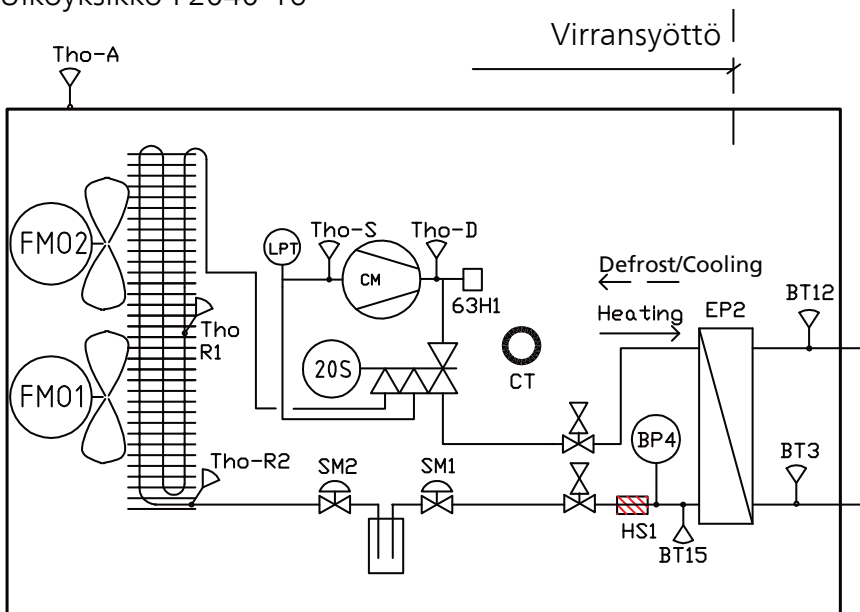 Ulkoyksikkö
Virransyöttö
Tho-A
Tho-S
Tho-D
LPT
CM
FM02
63H1
Defrost/Cooling
Heating
EP2
BT12
Tho
R1
20S
CT
FM01
BP4
BT3
Tho-R2
SM2
SM1
HS1
BT15